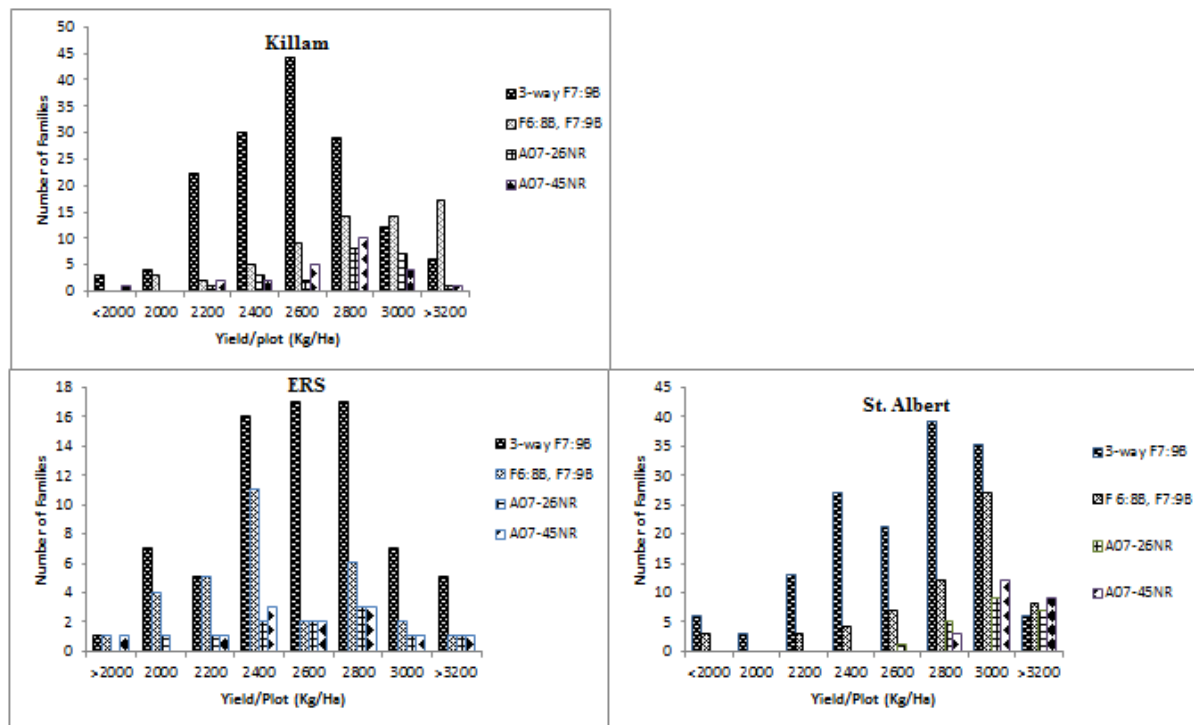 Killam
50
45
40
35
30
25
20
15
10
5
0
Number of Families
<2000 2000 2200 2400 2600 2800 3000 >3200
Yield/plot (Kg/Ha)
3-way F7:9B
F6:8B, F7:9B
A07-26NR
A07-45NR
ERS
18
16
14
12
10
8
6
4
2
0
Number of Families
>2000 2000 2200 2400 2600 2800 3000 >3200
Yield/Plot (Kg/Ha)
3-way F7:9B
F6:8B, F7:9B
A07-26NR
A07-45NR
St. Albert
45
40
35
30
25
20
15
10
5
0
Number of Families
<2000 2000 2200 2400 2600 2800 3000 >3200
Yield/Plot (Kg/Ha)
3-way F7:9B
F 6:8B, F7:9B
A07-26NR
A07-45NR